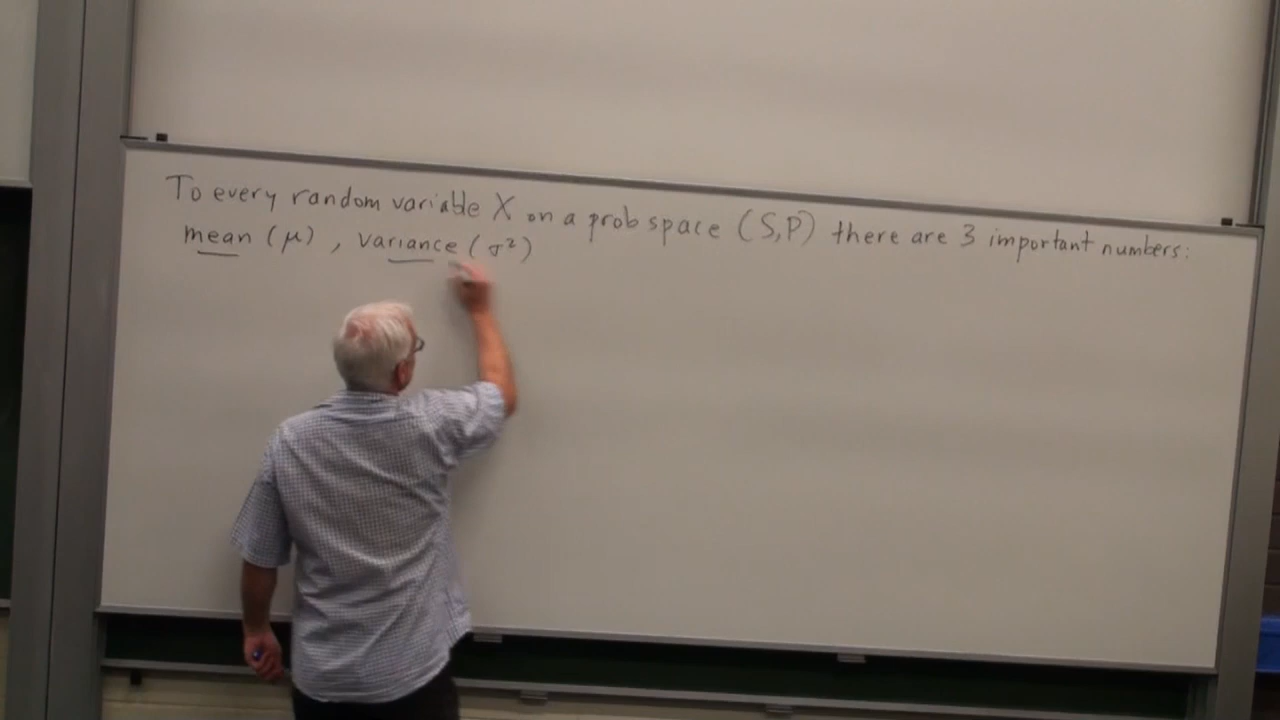 To every random variable X on a prob space (S,P) there are 3 important numbers:
mean (μ), variance (σ²)